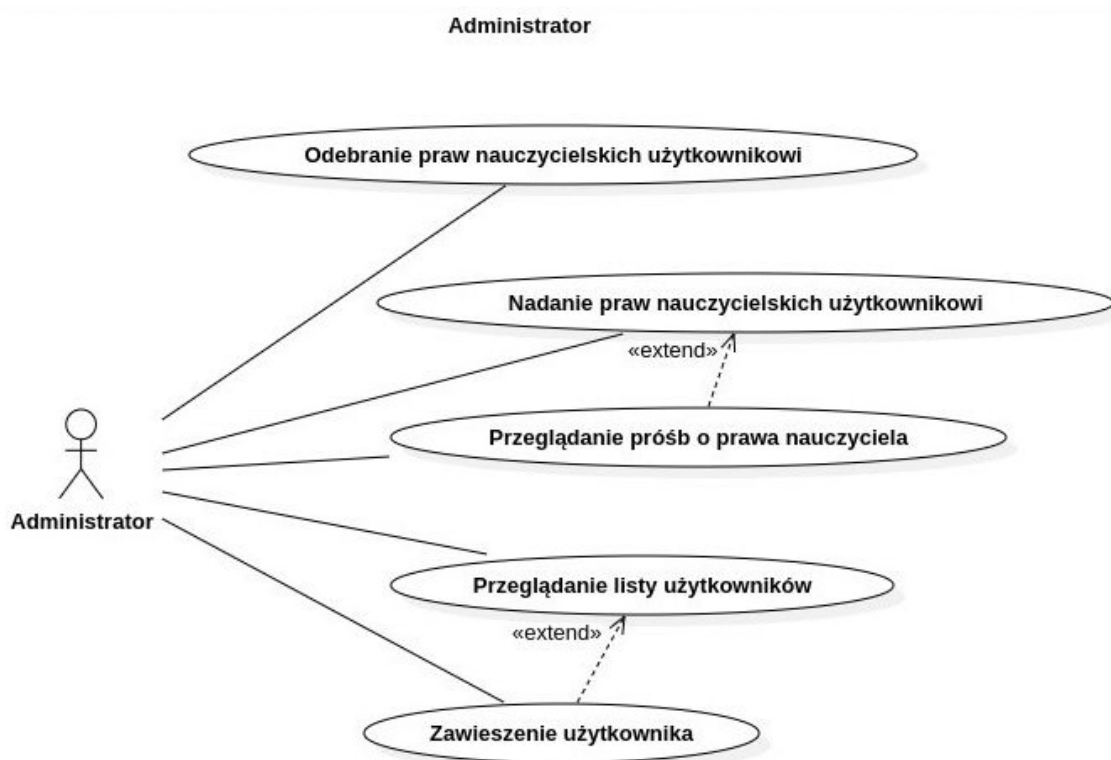 Administrator
Odebranie praw nauczycielskich użytkownikowi
Nadanie praw nauczycielskich użytkownikowi
«extend»
Przeglądanie próśb o prawa nauczyciela
Administrator
Przeglądanie listy użytkowników
«extend»
Zawieszenie użytkownika